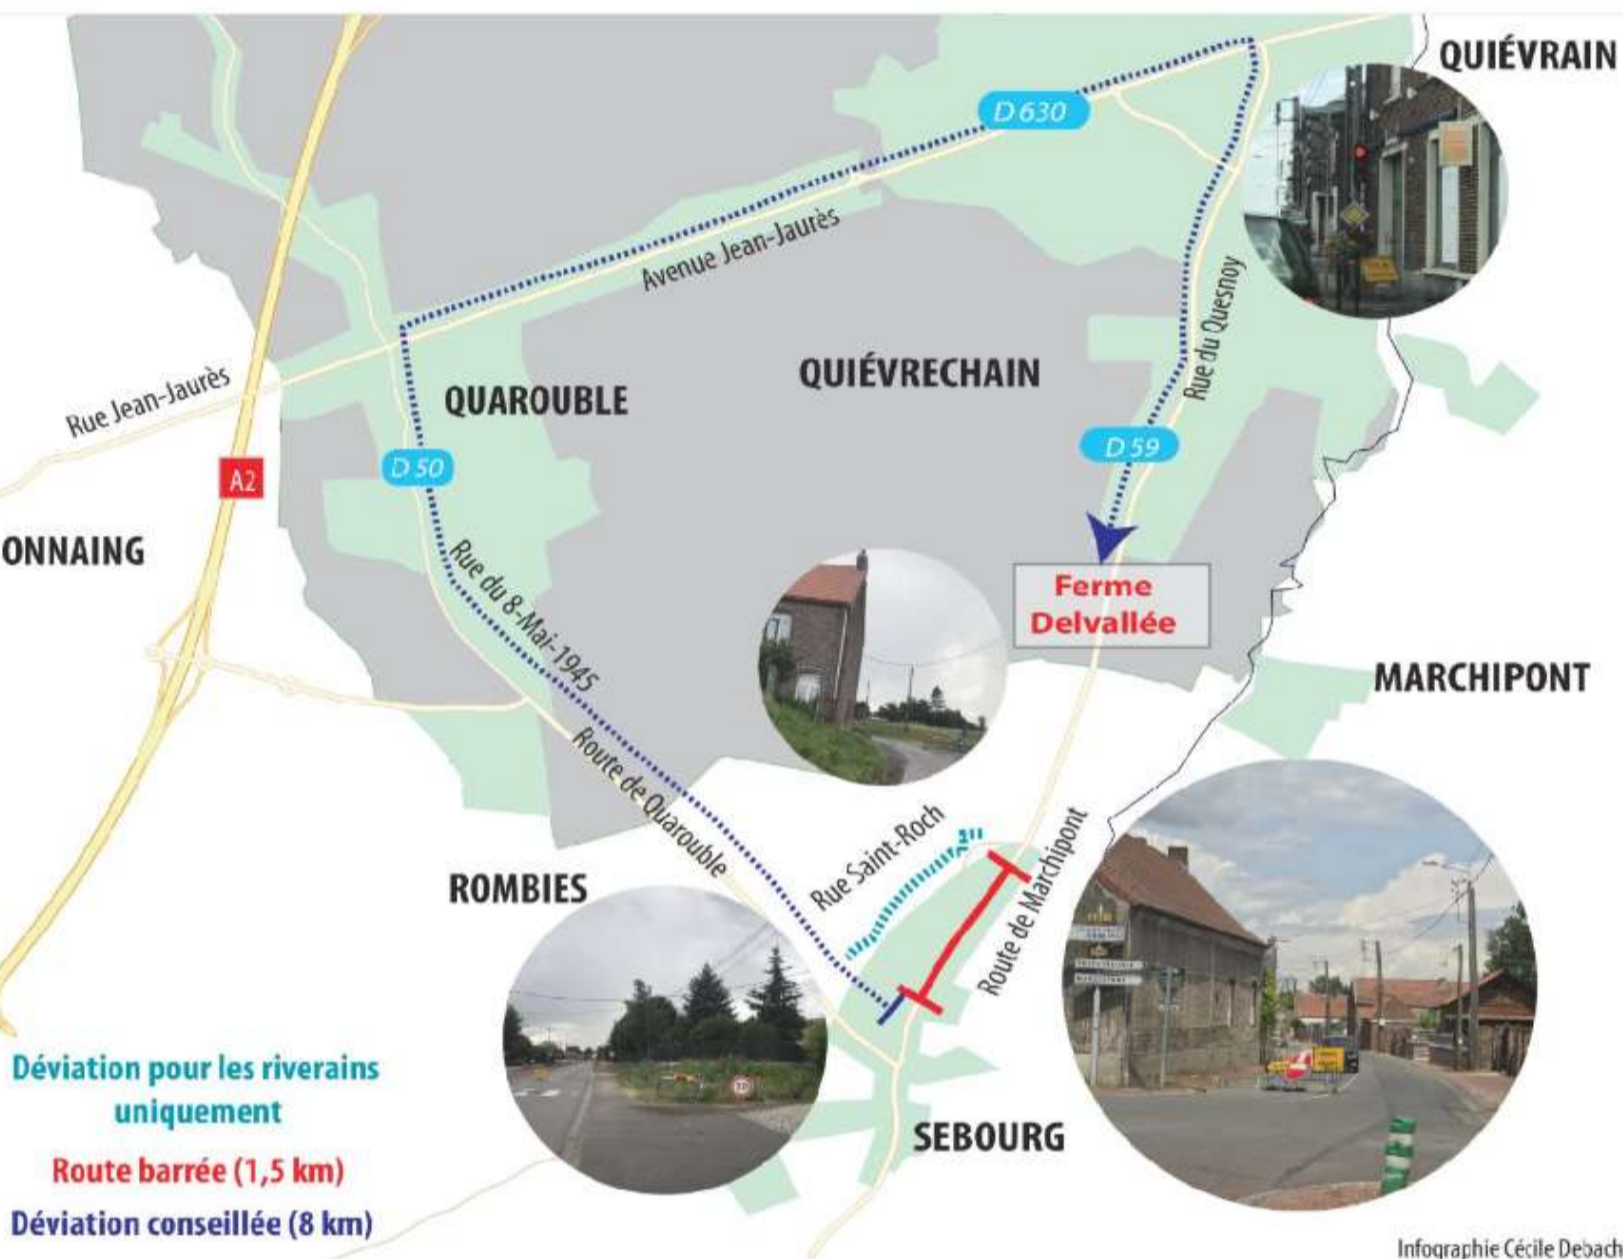 QUIÉVRAIN
D 630
Avenue Jean-Jaurès
Rue du Quesnoy
QUIÉVRECHAIN
Rue Jean-Jaurès
QUAROUBLE
D 59
D 50
A2
ONNAING
Rue du 8-Mai-1945
Ferme
Delvallée
MARCHIPONT
Route de Quarouble
Rue Saint-Roch
Route de Marchipont
ROMBIES
Déviation pour les riverains
uniquement
SEBOURG
Route barrée (1,5 km)
Déviation conseillée (8 km)
Infographie Cécile Debach